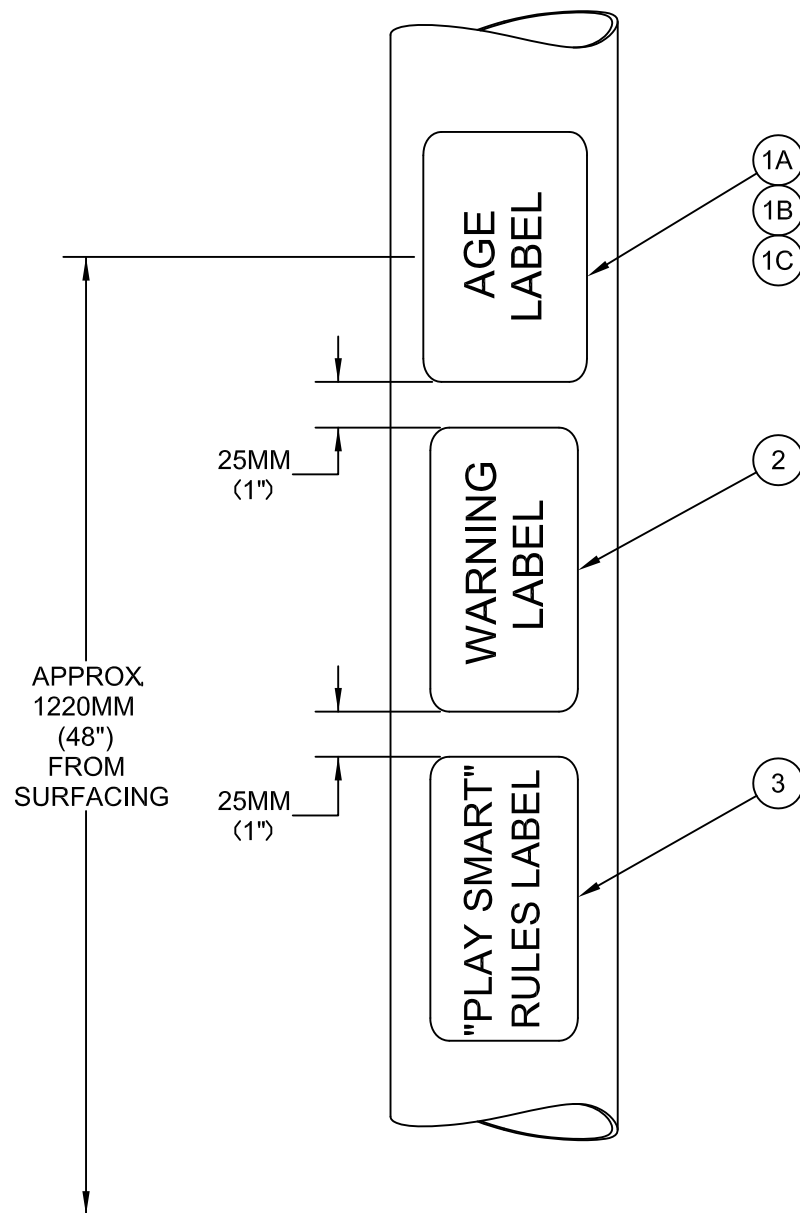 1A
1B
1C
AGE
LABEL
25MM
(1")
2
WARNING
LABEL
APPROX.
1220MM
(48")
FROM
SURFACING
25MM
(1")
3
"PLAY SMART"
RULES LABEL